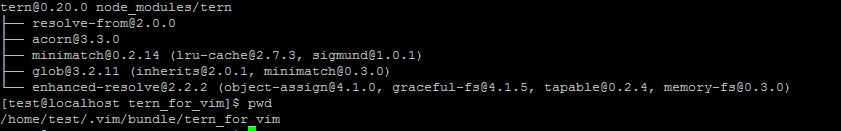 tern@0.20.0 node_modules/tern
├── resolve-from@2.0.0
├── acorn@3.3.0
├── minimatch@0.2.14 (lru-cache@2.7.3, sigmund@1.0.1)
├── glob@3.2.11 (inherits@2.0.1, minimatch@0.3.0)
└── enhanced-resolve@2.2.2 (object-assign@4.1.0, graceful-fs@4.1.5, tapable@0.2.4, memory-fs@0.3.0)
[test@localhost tern_for_vim]$ pwd
/home/test/.vim/bundle/tern_for_vim